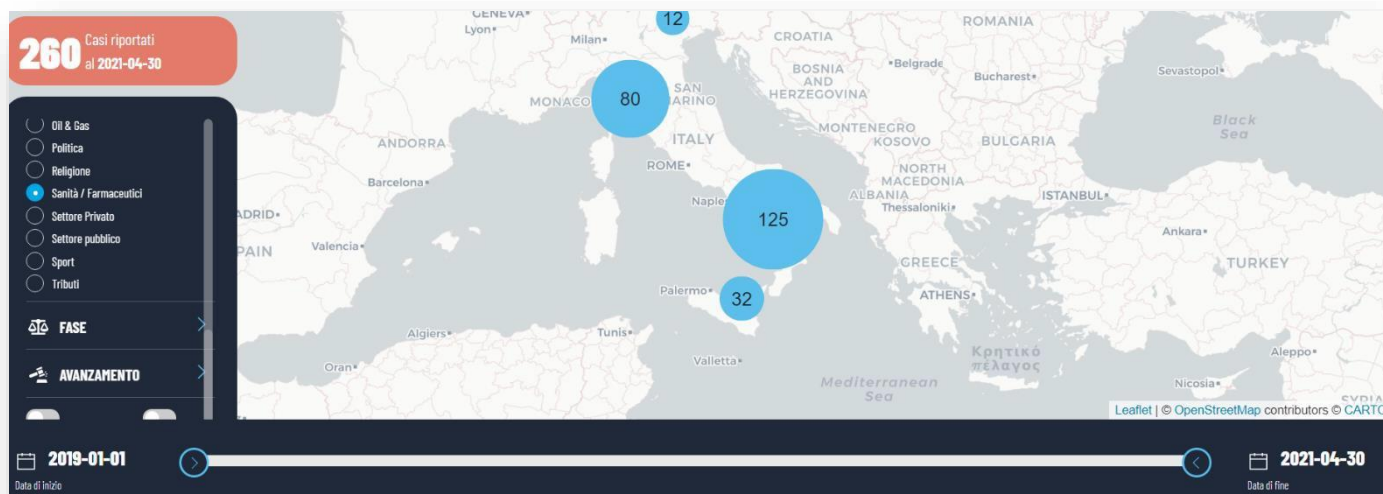 260 Casi riportati
al 2021-04-30
Oil & Gas
Politica
Religione
Sanità / Farmaceutici
Settore Privato
Settore pubblico
Sport
Tributi
FASE
AVANZAMENTO
GENEVA•
Lyon•
Milan•
12
CROATIA
ROMANIA
BOSNIA
AND
HERZEGOVINA
•Belgrade
Bucharest•
Sevastopol•
MONACO
80
SAN
MARINO
ITALY
MONTENEGRO
KOSOVO
BULGARIA
Black
Sea
ANDORRA
ROME•
Barcelona•
NORTH
MACEDONIA
ALBANIA
Thessaloniki•
ISTANBUL•
ADRID•
Naples
125
PAIN
Valencia•
Ankara•
TURKEY
GREECE
ATHENS•
Palermo•
32
Algiers•
Tunis•
Oran•
Valletta•
Κρητικό
πέλαγος
Aleppo•
Mediterranean
Sea
Nicosia•
SYRIA
Leaflet | © OpenStreetMap contributors © CARTO
2019-01-01
Data di inizio
2021-04-30
Data di fine